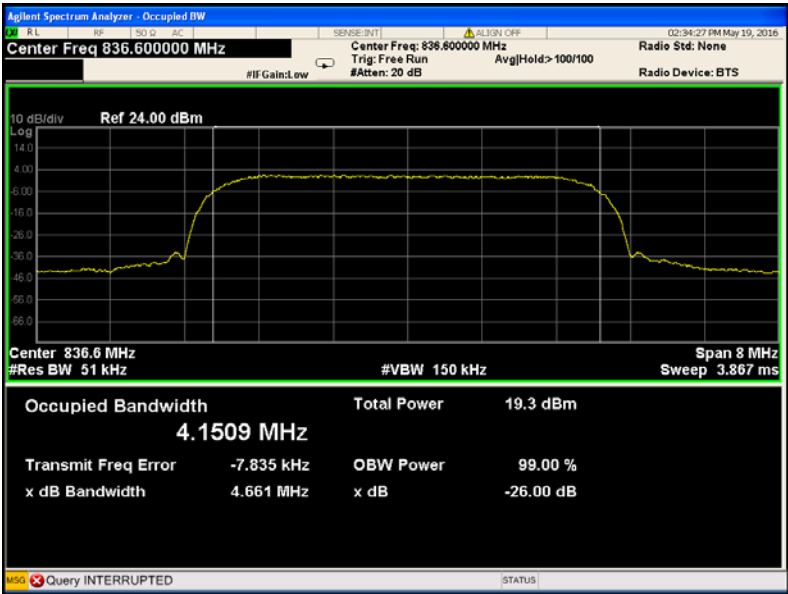 Agilent Spectrum Analyzer - Occupied BW
LXI RL RF 50 Ω AC SENSE:INT ALIGN OFF 02:34:27 PM May 19, 2016
Center Freq 836.600000 MHz Center Freq: 836.600000 MHz Radio Std: None
Trig: Free Run Avg|Hold:>100/100
#IFGain:Low #Atten: 20 dB Radio Device: BTS
10 dB/div Ref 24.00 dBm
Log
14.0
4.00
-6.00
-16.0
-26.0
-36.0
-46.0
-56.0
-66.0
Center 836.6 MHz Span 8 MHz
#Res BW 51 kHz #VBW 150 kHz Sweep 3.867 ms
Occupied Bandwidth Total Power 19.3 dBm
4.1509 MHz
Transmit Freq Error -7.835 kHz OBW Power 99.00 %
x dB Bandwidth 4.661 MHz x dB -26.00 dB
MSG Query INTERRUPTED STATUS